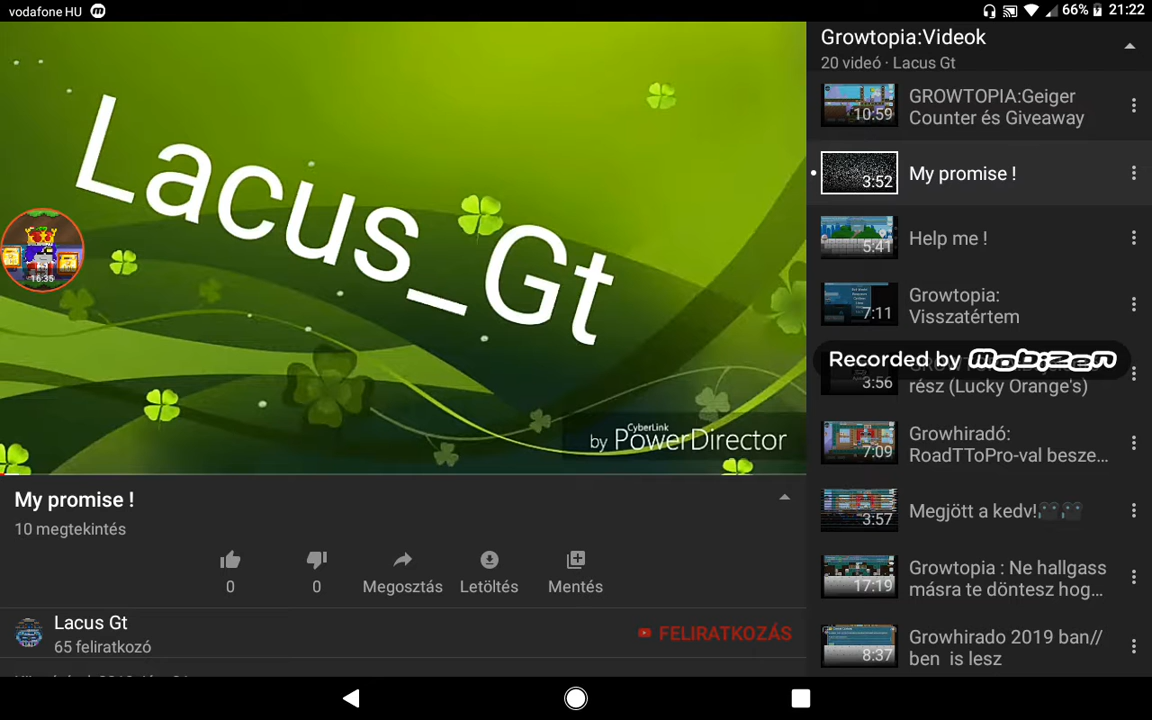 vodafone HU
66% 21:22
Lacus_Gt
16:35
CyberLink
by PowerDirector
My promise !
10 megtekintés
0
0
Megosztás
Letöltés
Mentés
Lacus Gt
65 feliratkozó
FELIRATKOZÁS
Growtopia:Videok
20 videó · Lacus Gt
10:59
GROWTOPIA:Geiger
Counter és Giveaway
3:52
My promise !
5:41
Help me !
7:11
Growtopia:
Visszatértem
Recorded by Mobizen
3:56
rész (Lucky Orange's)
7:09
Growhiradó:
RoadTToPro-val besze...
3:57
Megjött a kedv!
17:19
Growtopia : Ne hallgass
másra te döntesz hog...
8:37
Growhirado 2019 ban//
ben is lesz